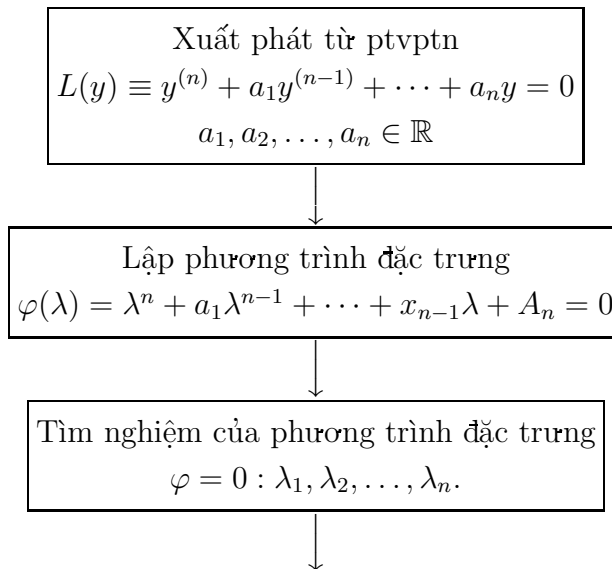 Xuất phát từ ptvptn
L(y) ≡ y^{(n)} + a_1y^{(n−1)} + ⋯ + a_ny = 0
a_1, a_2, …, a_n ∈ ℝ
Lập phương trình đặc trưng
φ(λ) = λ^n + a_1λ^{n−1} + ⋯ + x_{n−1}λ + A_n = 0
Tìm nghiệm của phương trình đặc trưng
φ = 0 : λ_1, λ_2, …, λ_n.